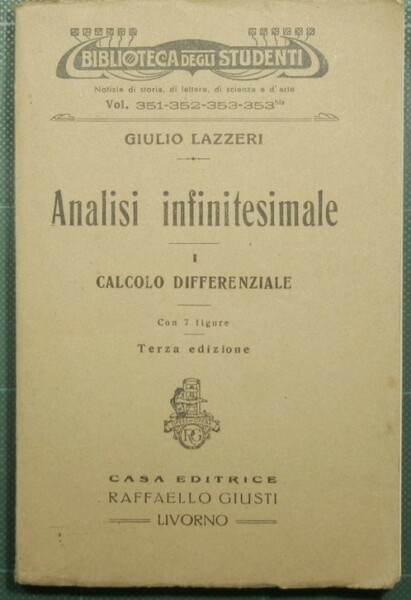 BIBLIOTECA DEGLI STUDENTI
Notizie di storia, di lettere, di scienze e d'arte
Vol. 351-352-353-353bis
GIULIO LAZZERI
Analisi infinitesimale
I
CALCOLO DIFFERENZIALE
Con 7 figure
Terza edizione
RG
CASA EDITRICE
RAFFAELLO GIUSTI
LIVORNO